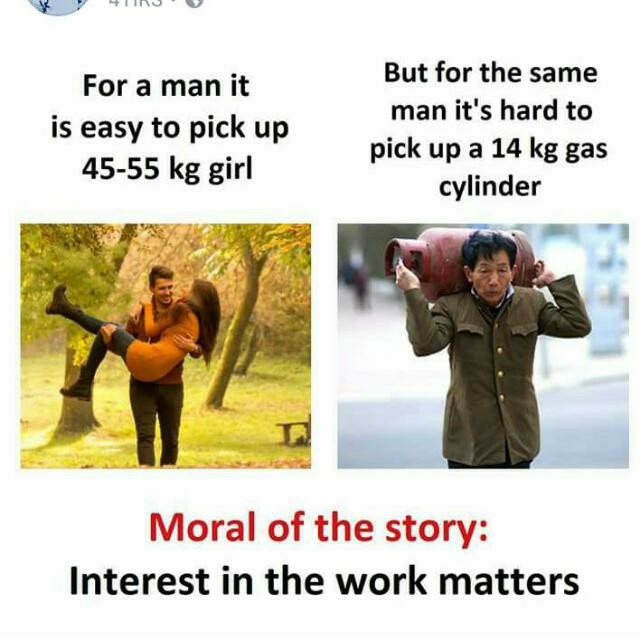 For a man it
is easy to pick up
45-55 kg girl
But for the same
man it's hard to
pick up a 14 kg gas
cylinder
Moral of the story:
Interest in the work matters